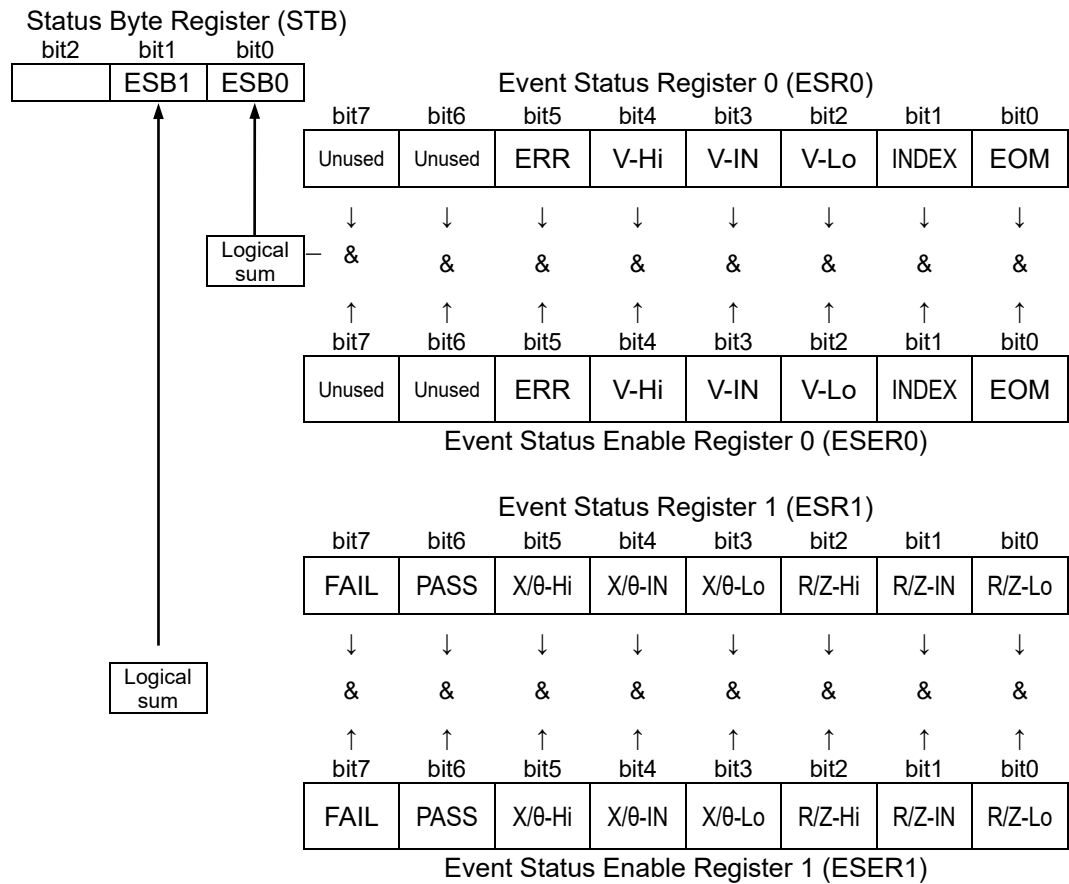 Status Byte Register (STB)
bit2 bit1 bit0
ESB1 ESB0
Event Status Register 0 (ESR0)
bit7 bit6 bit5 bit4 bit3 bit2 bit1 bit0
Unused Unused ERR V-Hi V-IN V-Lo INDEX EOM
↓ ↓ ↓ ↓ ↓ ↓ ↓ ↓
Logical
sum
& & & & & & & &
↑ ↑ ↑ ↑ ↑ ↑ ↑ ↑
bit7 bit6 bit5 bit4 bit3 bit2 bit1 bit0
Unused Unused ERR V-Hi V-IN V-Lo INDEX EOM
Event Status Enable Register 0 (ESER0)
Event Status Register 1 (ESR1)
bit7 bit6 bit5 bit4 bit3 bit2 bit1 bit0
FAIL PASS X/θ-Hi X/θ-IN X/θ-Lo R/Z-Hi R/Z-IN R/Z-Lo
↓ ↓ ↓ ↓ ↓ ↓ ↓ ↓
Logical
sum
& & & & & & & &
↑ ↑ ↑ ↑ ↑ ↑ ↑ ↑
bit7 bit6 bit5 bit4 bit3 bit2 bit1 bit0
FAIL PASS X/θ-Hi X/θ-IN X/θ-Lo R/Z-Hi R/Z-IN R/Z-Lo
Event Status Enable Register 1 (ESER1)